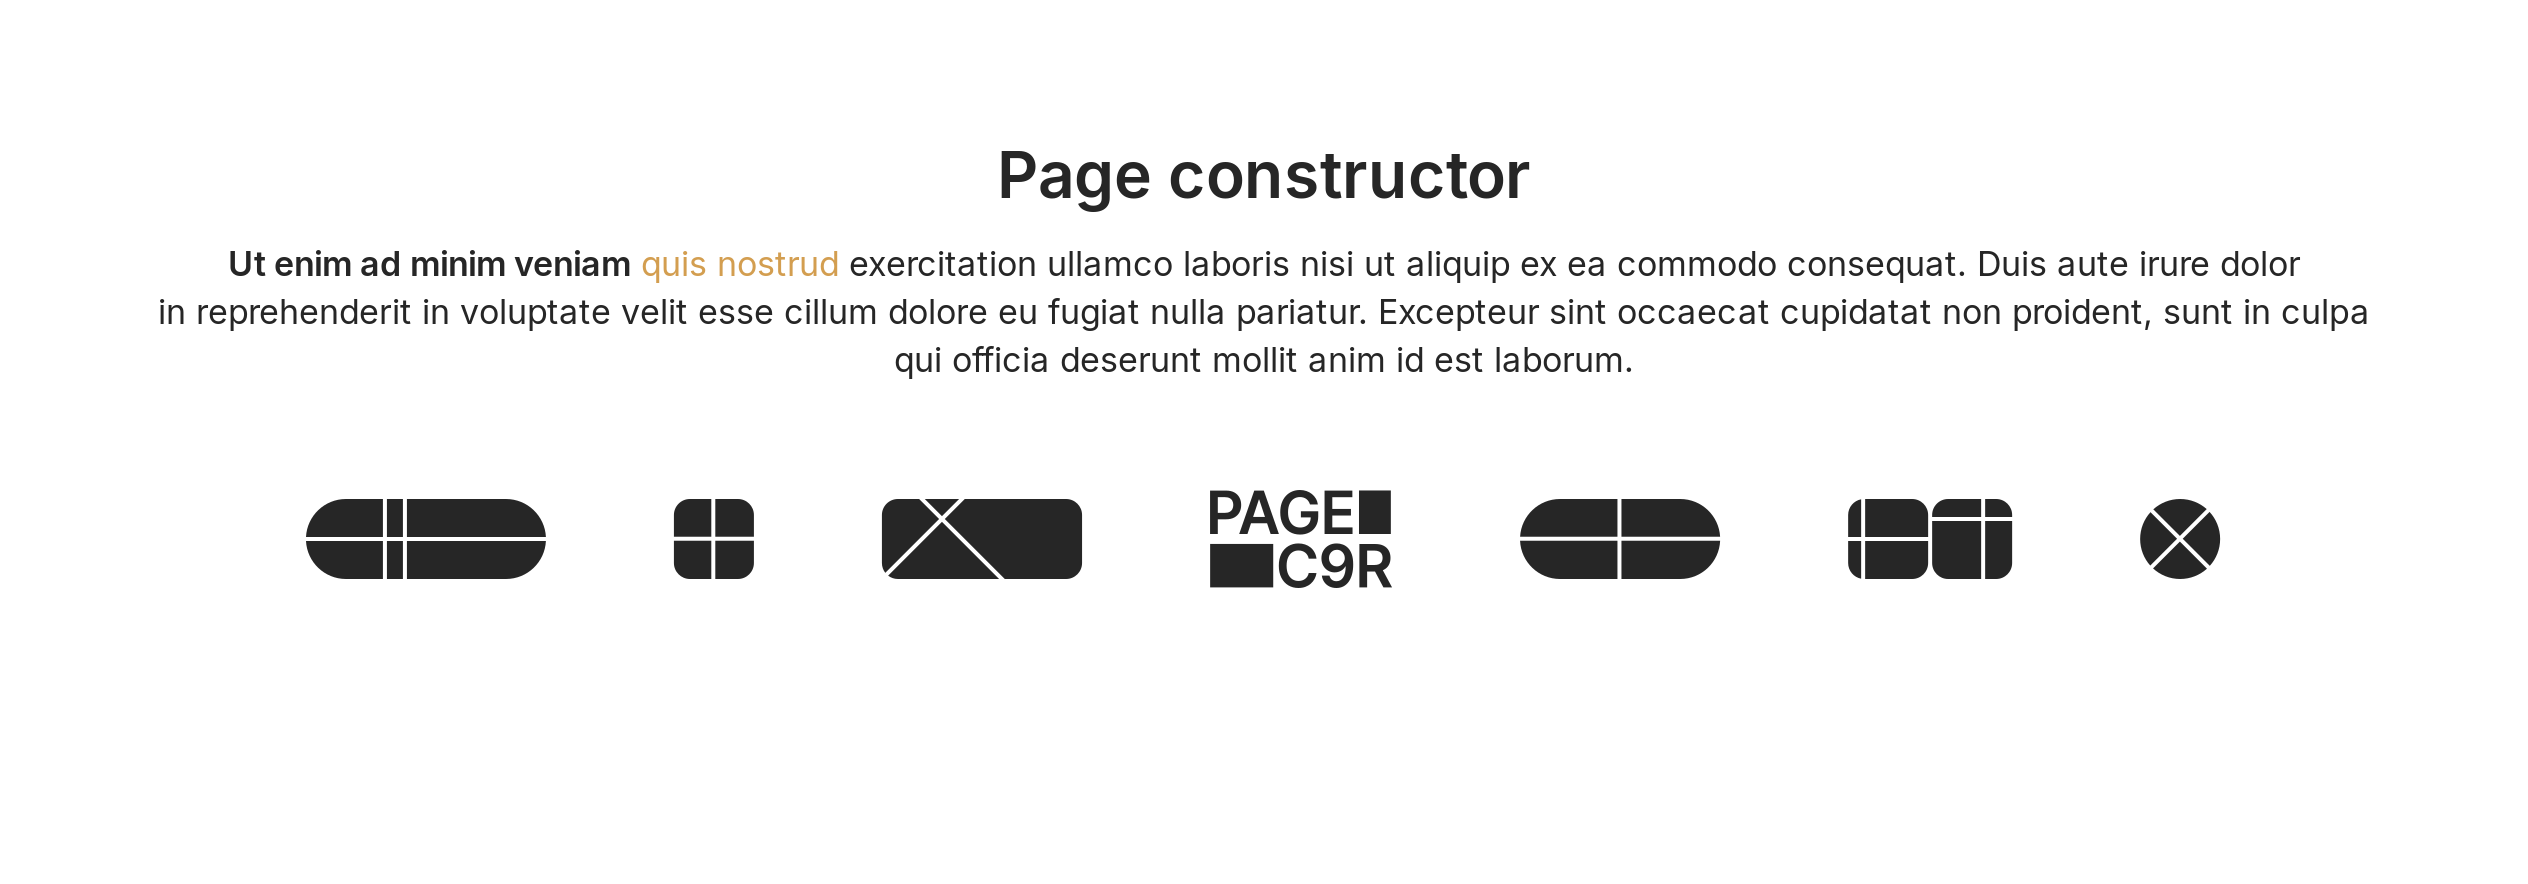 Page constructor
Ut enim ad minim veniam quis nostrud exercitation ullamco laboris nisi ut aliquip ex ea commodo consequat. Duis aute irure dolor
in reprehenderit in voluptate velit esse cillum dolore eu fugiat nulla pariatur. Excepteur sint occaecat cupidatat non proident, sunt in culpa
qui officia deserunt mollit anim id est laborum.
PAGE
C9R